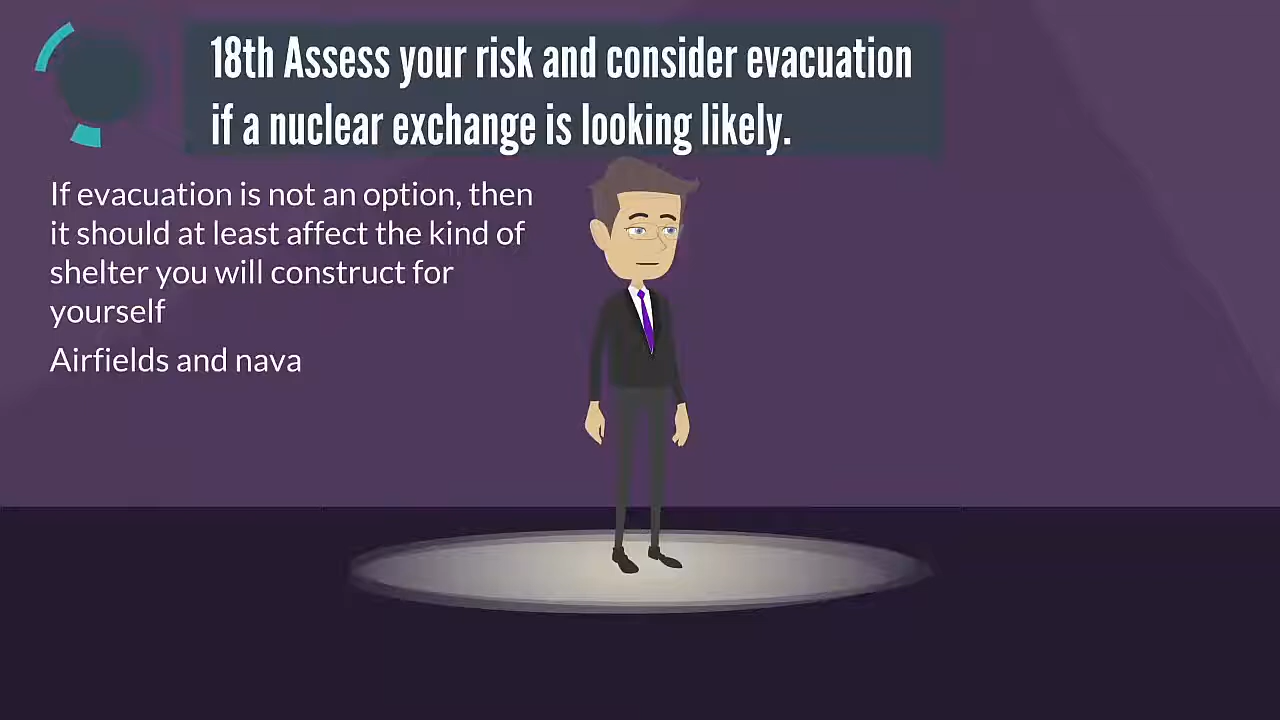 18th Assess your risk and consider evacuation
if a nuclear exchange is looking likely.
If evacuation is not an option, then
it should at least affect the kind of
shelter you will construct for
yourself
Airfields and nava